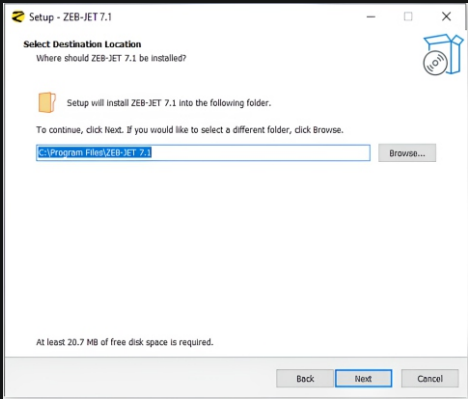 Setup - ZEB-JET 7.1
Select Destination Location
Where should ZEB-JET 7.1 be installed?
Setup will install ZEB-JET 7.1 into the following folder.
To continue, click Next. If you would like to select a different folder, click Browse.
C:\Program Files\ZEB-JET 7.1
Browse...
At least 20.7 MB of free disk space is required.
Back
Next
Cancel